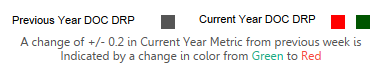 Previous Year DOC DRP Current Year DOC DRP
A change of +/- 0.2 in Current Year Metric from previous week is
Indicated by a change in color from Green to Red